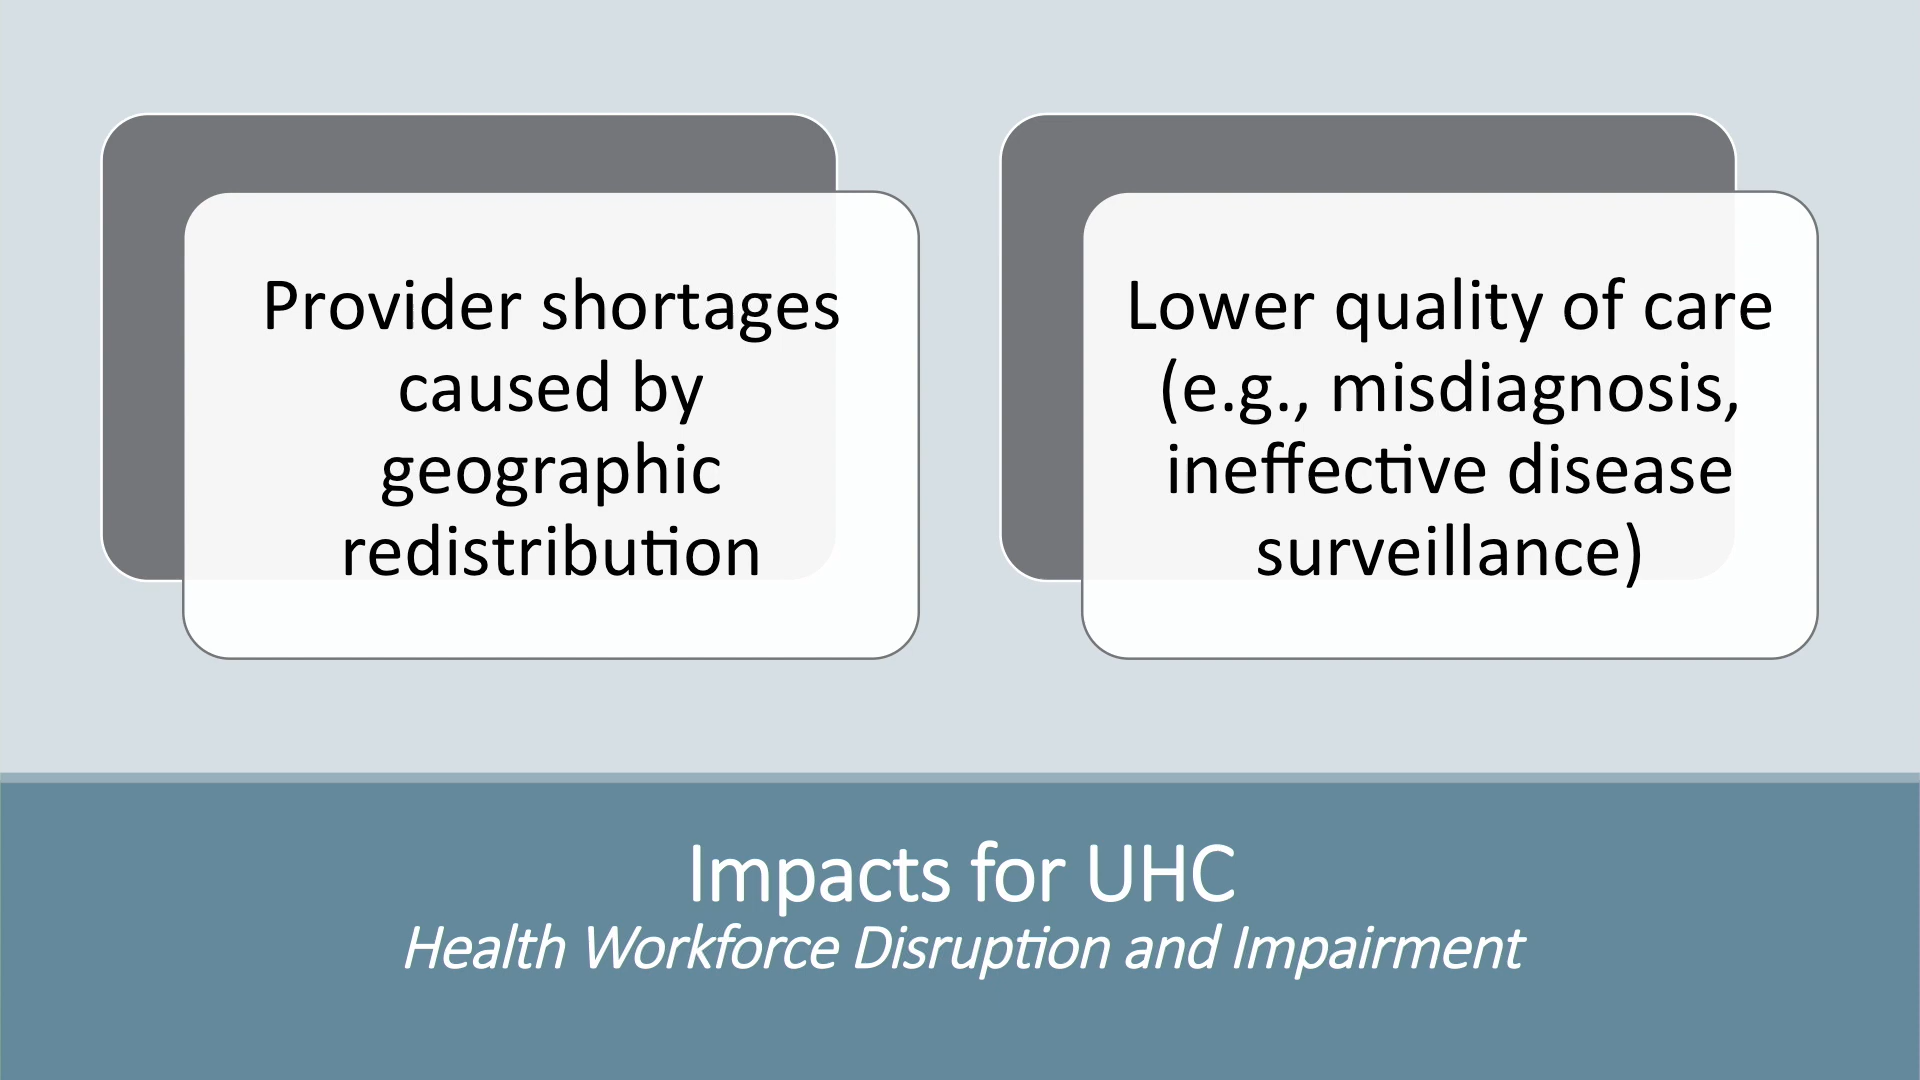 Provider shortages
caused by
geographic
redistribution
Lower quality of care
(e.g., misdiagnosis,
ineffective disease
surveillance)
Impacts for UHC
Health Workforce Disruption and Impairment